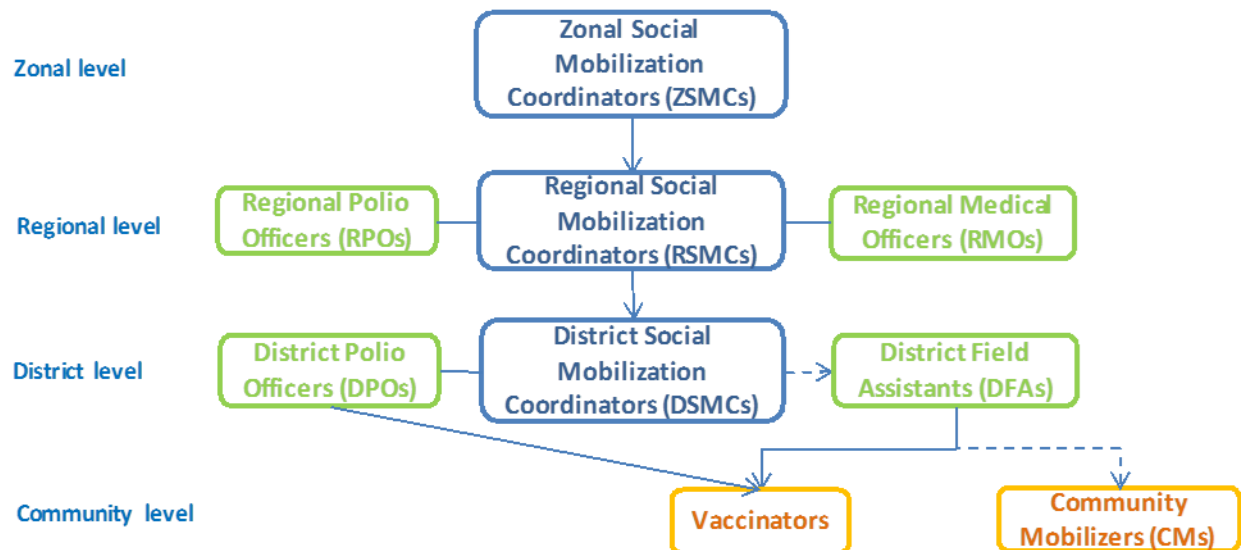 Zonal level
Zonal Social
Mobilization
Coordinators (ZSMCs)
Regional level
Regional Polio
Officers (RPOs)
Regional Social
Mobilization
Coordinators (RSMCs)
Regional Medical
Officers (RMOs)
District level
District Polio
Officers (DPOs)
District Social
Mobilization
Coordinators (DSMCs)
District Field
Assistants (DFAs)
Community level
Vaccinators
Community
Mobilizers (CMs)